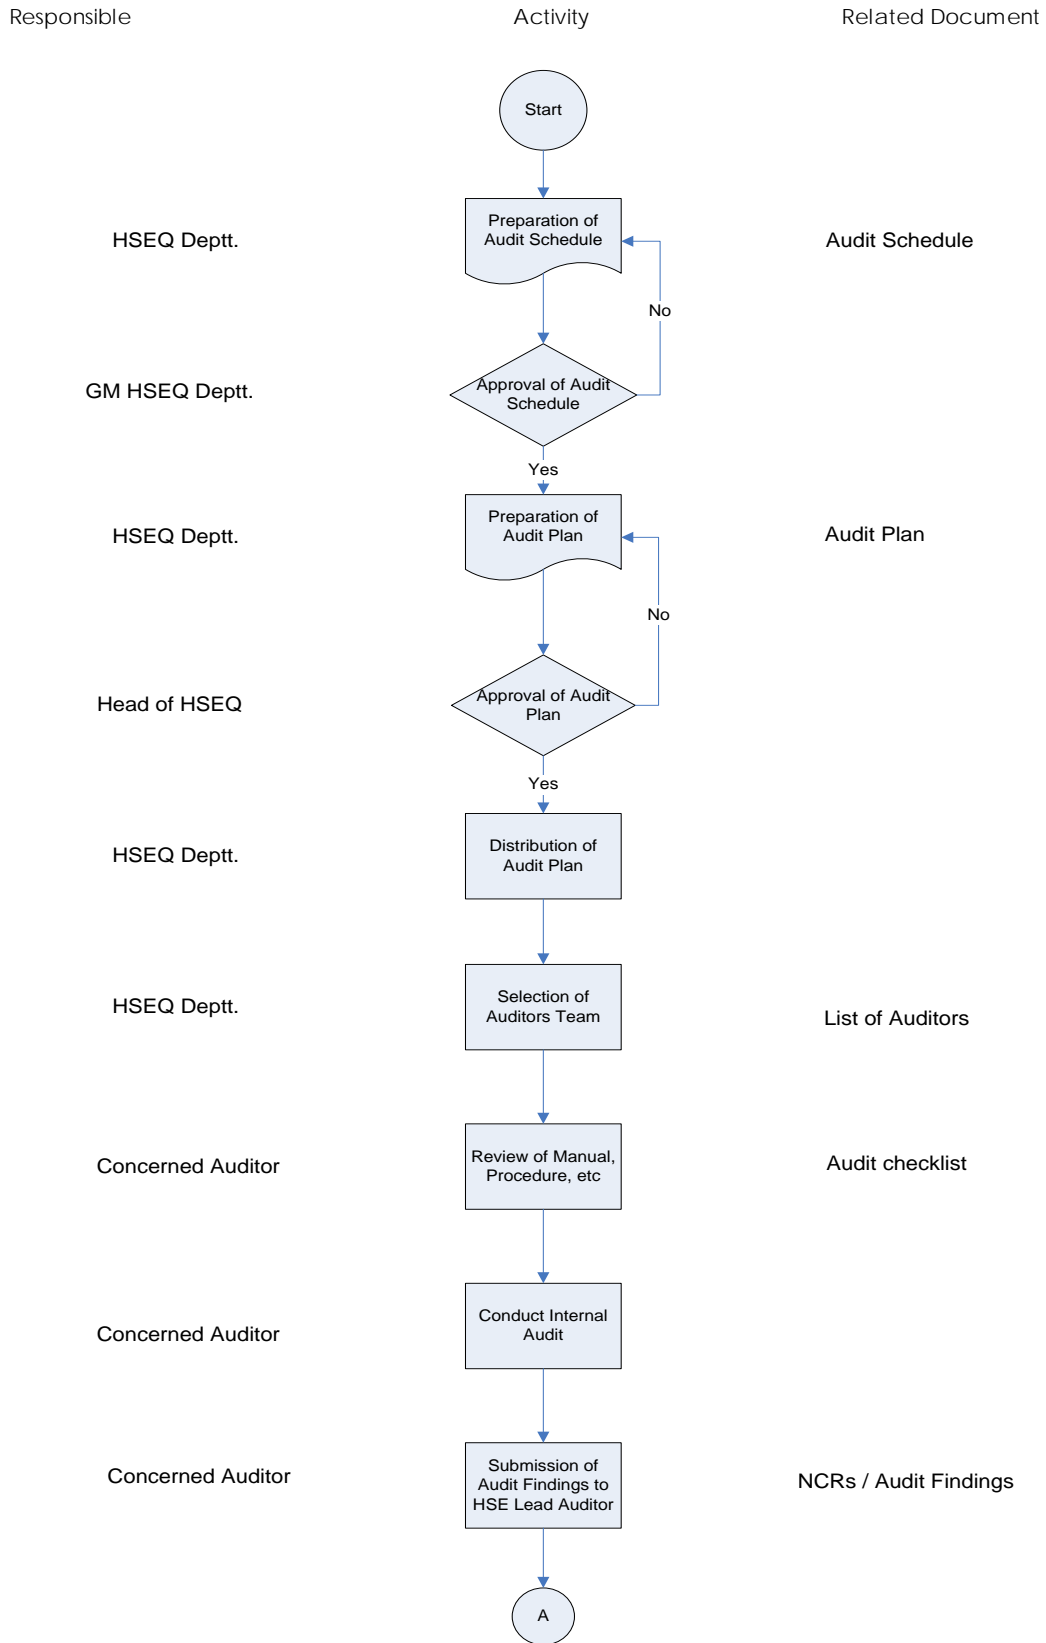 Responsible Activity Related Document
Start
Preparation of
Audit Schedule
HSEQ Deptt.
Audit Schedule
No
GM HSEQ Deptt.
Approval of Audit
Schedule
Yes
Preparation of
Audit Plan
HSEQ Deptt.
Audit Plan
No
Head of HSEQ
Approval of Audit
Plan
Yes
HSEQ Deptt.
Distribution of
Audit Plan
HSEQ Deptt.
Selection of
Auditors Team
List of Auditors
Concerned Auditor
Review of Manual,
Procedure, etc
Audit checklist
Concerned Auditor
Conduct Internal
Audit
Concerned Auditor
Submission of
Audit Findings to
HSE Lead Auditor
NCRs / Audit Findings
A